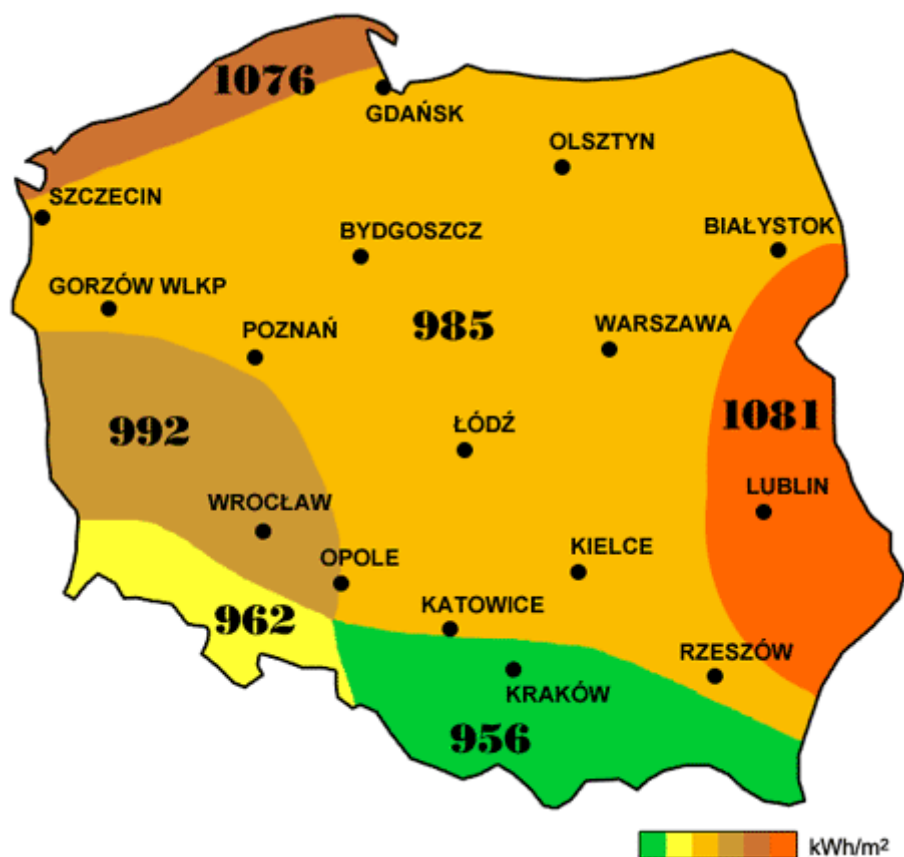 1076
GDAŃSK
OLSZTYN
SZCZECIN
BIAŁYSTOK
BYDGOSZCZ
GORZÓW WLKP
985
WARSZAWA
POZNAŃ
1081
992
ŁÓDŹ
LUBLIN
WROCŁAW
KIELCE
OPOLE
KATOWICE
962
RZESZÓW
KRAKÓW
956
kWh/m²